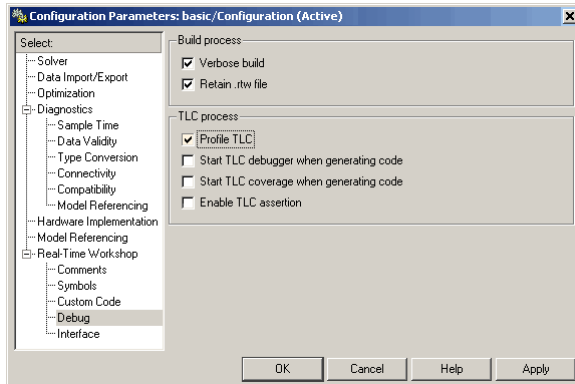 Configuration Parameters: basic/Configuration (Active)
Select:
Solver
Data Import/Export
Optimization
Diagnostics
Sample Time
Data Validity
Type Conversion
Connectivity
Compatibility
Model Referencing
Hardware Implementation
Model Referencing
Real-Time Workshop
Comments
Symbols
Custom Code
Debug
Interface
Build process
Verbose build
Retain .rtw file
TLC process
Profile TLC
Start TLC debugger when generating code
Start TLC coverage when generating code
Enable TLC assertion
OK
Cancel
Help
Apply